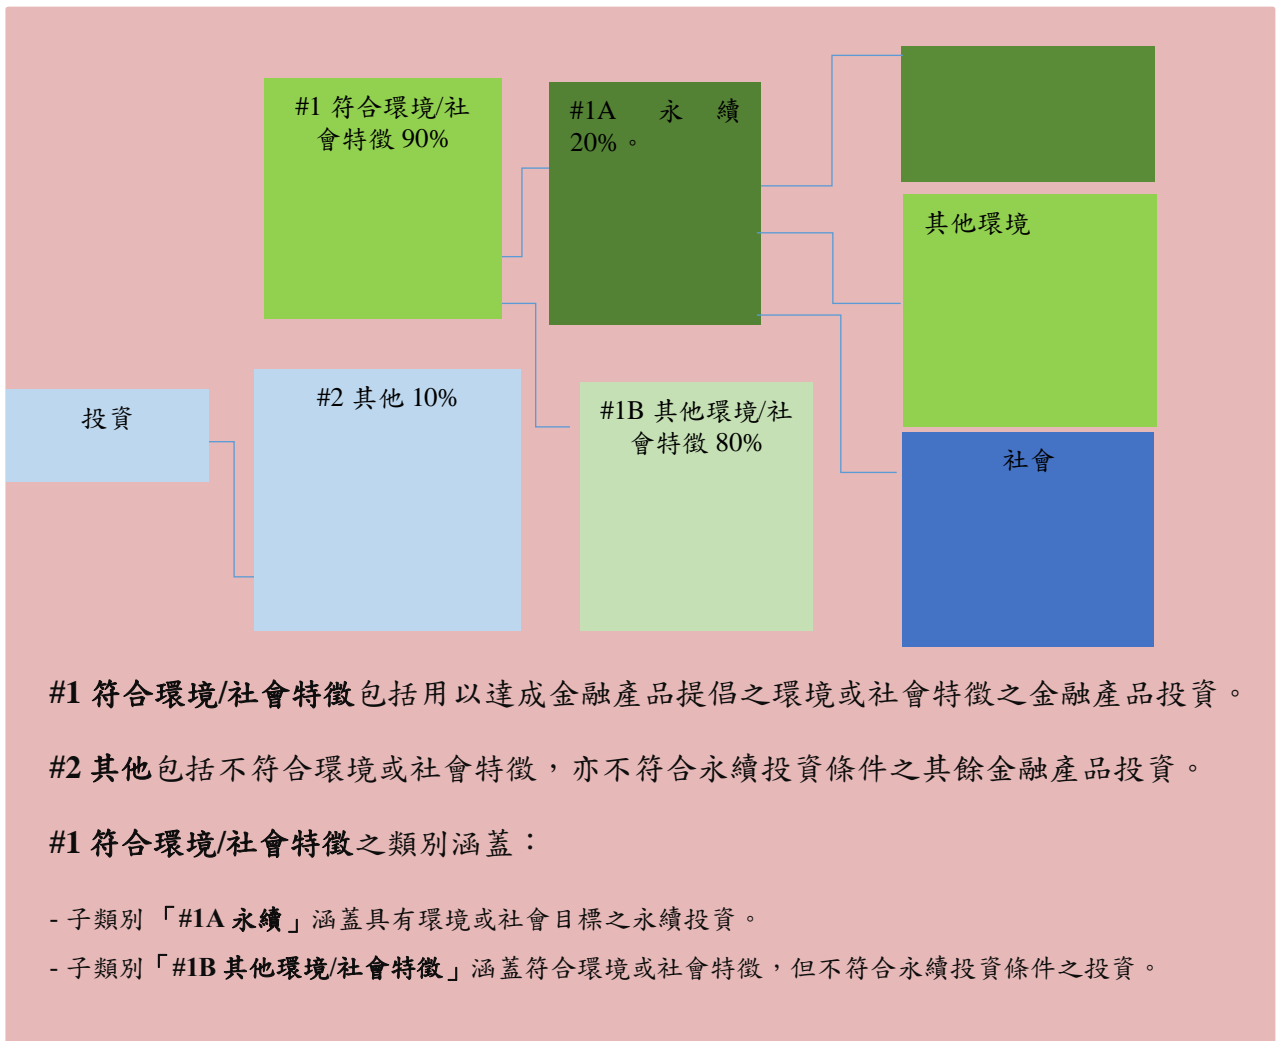 #1 符合環境/社
會特徵 90%
#1A 永 續
20%。
其他環境
投資
#2 其他 10%
#1B 其他環境/社
會特徵 80%
社會
#1 符合環境/社會特徵包括用以達成金融產品提倡之環境或社會特徵之金融產品投資。
#2 其他包括不符合環境或社會特徵，亦不符合永續投資條件之其餘金融產品投資。
#1 符合環境/社會特徵之類別涵蓋：
- 子類別「#1A 永續」涵蓋具有環境或社會目標之永續投資。
- 子類別「#1B 其他環境/社會特徵」涵蓋符合環境或社會特徵，但不符合永續投資條件之投資。